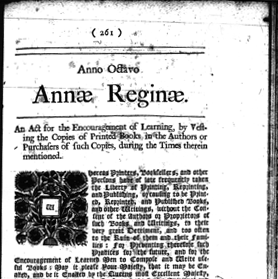 ( 261 )
Anno Octavo
Annæ Reginæ.
An Act for the Encouragement of Learning, by Vest-
ing the Copies of Printed Books in the Authors or
Purchasers of such Copies, during the Times therein
mentioned.
Whereas Printers, Booksellers, and other
Persons have of late frequently taken
the Liberty of Printing, Reprinting,
and Publishing, or causing to be Print-
ed, Reprinted, and Published Books,
and other Writings, without the Con-
sent of the Authors or Proprietors of
such Books and Writings, to their
very great Detriment, and too often
to the Ruin of them and their Fami-
lies : For Preventing therefore such
Practices for the future, and for the
Encouragement of Learned Men to Compose and Write use-
ful Books ; May it please Your Majesty, that it may be En-
acted, and be it Enacted by the Queens most Excellent Majesty,